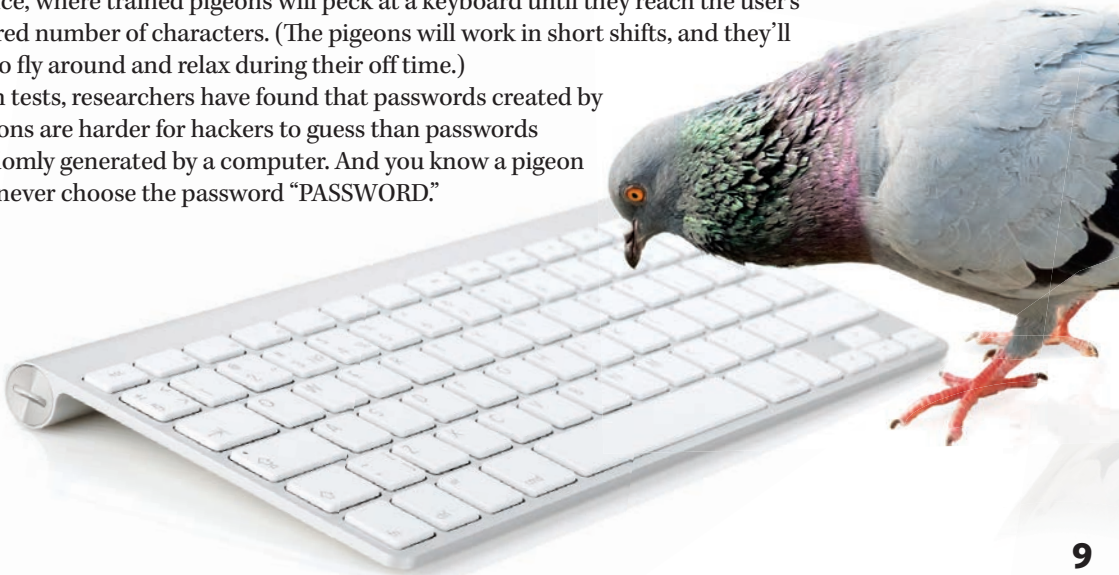 ce, where trained pigeons will peck at a keyboard until they reach the user's
red number of characters. (The pigeons will work in short shifts, and they'll
o fly around and relax during their off time.)
n tests, researchers have found that passwords created by
ons are harder for hackers to guess than passwords
omly generated by a computer. And you know a pigeon
never choose the password “PASSWORD.”
9